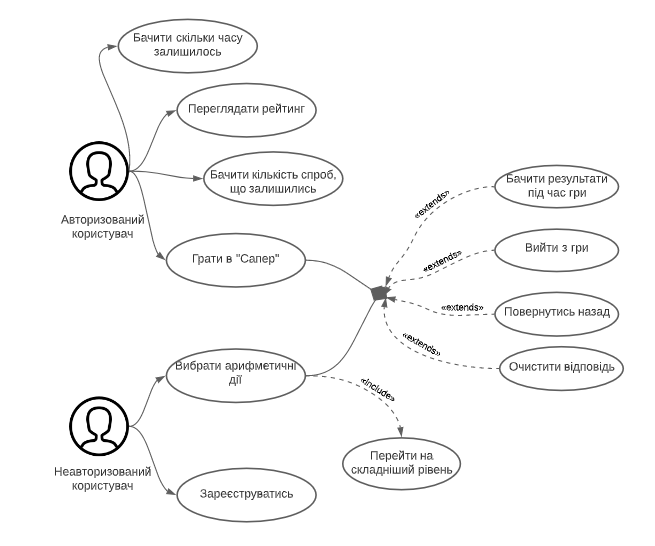 Бачити скільки часу
залишилось
Переглядати рейтинг
Бачити кількість спроб,
що залишились
Авторизований
користувач
Грати в "Сапер"
Бачити результати
під час гри
«extends»
Вийти з гри
«extends»
Повернутись назад
«extends»
Очистити відповідь
«extends»
Вибрати арифметичні
дії
«include»
Перейти на
складніший рівень
Неавторизований
користувач
Зареєструватись